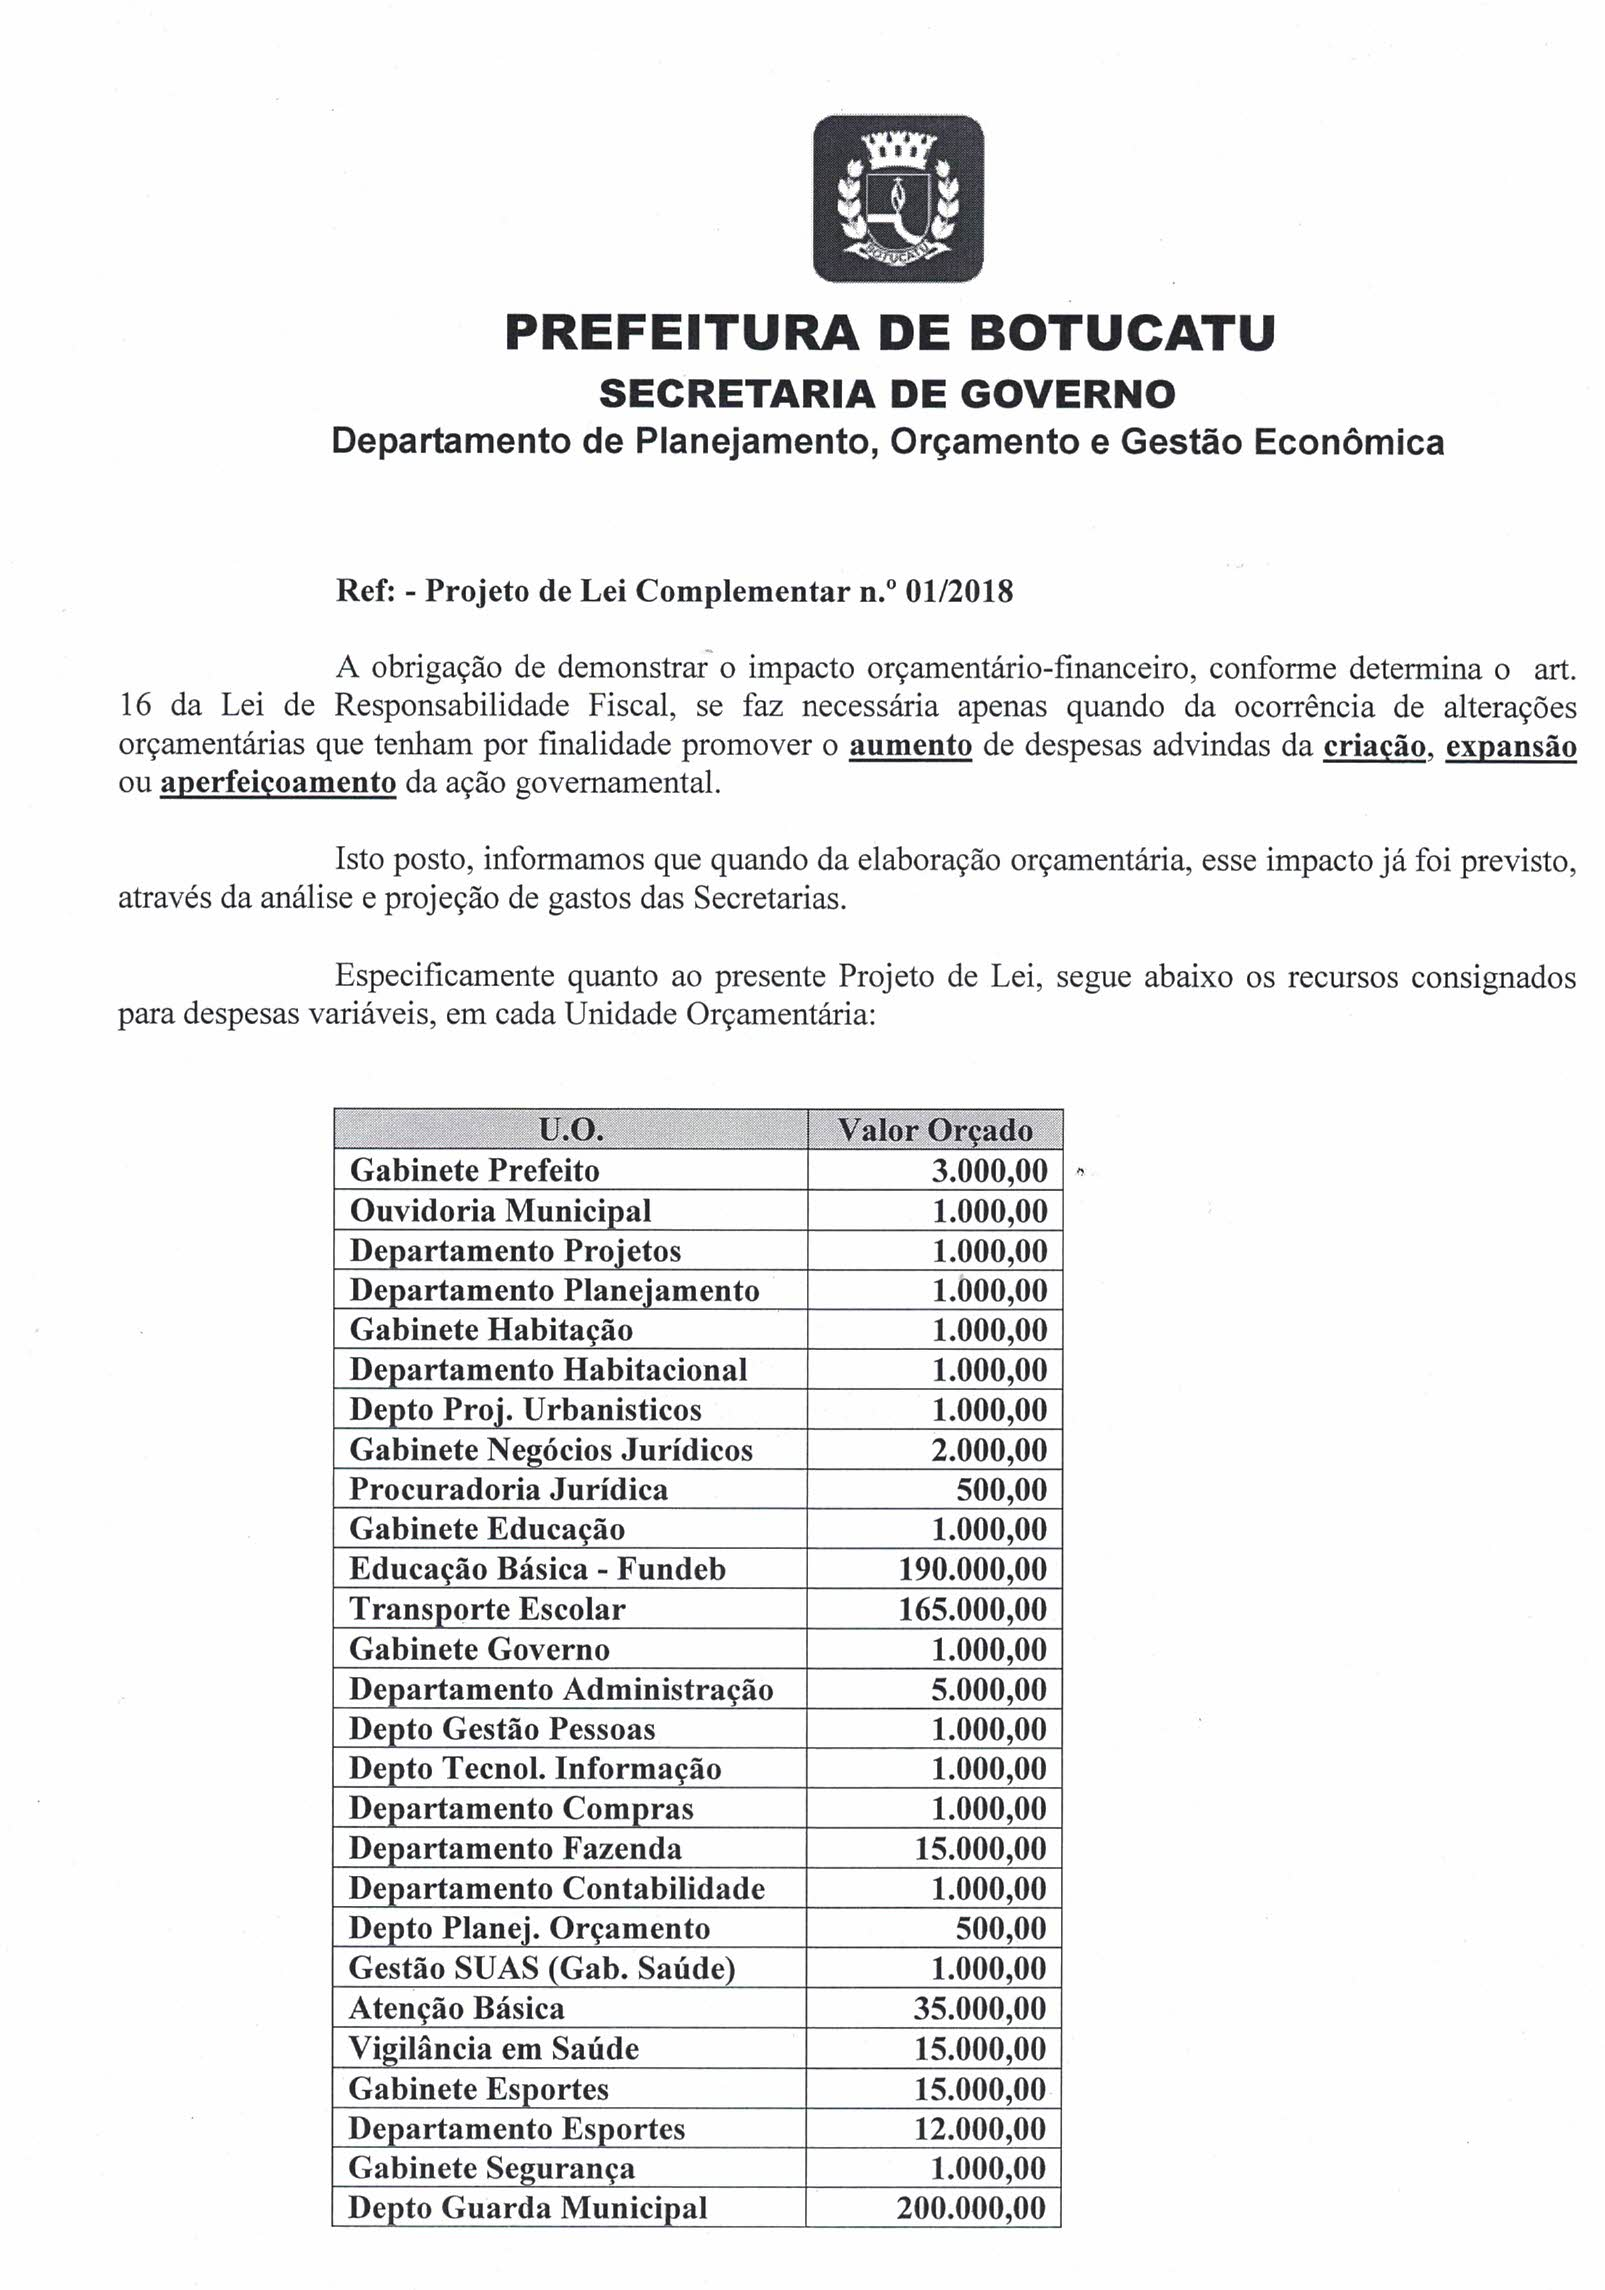 BOTUCATU
PREFEITURA DE BOTUCATU
SECRETARIA DE GOVERNO
Departamento de Planejamento, Orçamento e Gestão Econômica
Ref: - Projeto de Lei Complementar n.º 01/2018
A obrigação de demonstrar o impacto orçamentário-financeiro, conforme determina o art.
16 da Lei de Responsabilidade Fiscal, se faz necessária apenas quando da ocorrência de alterações
orçamentárias que tenham por finalidade promover o aumento de despesas advindas da criação, expansão
ou aperfeiçoamento da ação governamental.
Isto posto, informamos que quando da elaboração orçamentária, esse impacto já foi previsto,
através da análise e projeção de gastos das Secretarias.
Especificamente quanto ao presente Projeto de Lei, segue abaixo os recursos consignados
para despesas variáveis, em cada Unidade Orçamentária:
U.O. Valor Orçado
Gabinete Prefeito 3.000,00
Ouvidoria Municipal 1.000,00
Departamento Projetos 1.000,00
Departamento Planejamento 1.000,00
Gabinete Habitação 1.000,00
Departamento Habitacional 1.000,00
Depto Proj. Urbanisticos 1.000,00
Gabinete Negócios Jurídicos 2.000,00
Procuradoria Jurídica 500,00
Gabinete Educação 1.000,00
Educação Básica - Fundeb 190.000,00
Transporte Escolar 165.000,00
Gabinete Governo 1.000,00
Departamento Administração 5.000,00
Depto Gestão Pessoas 1.000,00
Depto Tecnol. Informação 1.000,00
Departamento Compras 1.000,00
Departamento Fazenda 15.000,00
Departamento Contabilidade 1.000,00
Depto Planej. Orçamento 500,00
Gestão SUAS (Gab. Saúde) 1.000,00
Atenção Básica 35.000,00
Vigilância em Saúde 15.000,00
Gabinete Esportes 15.000,00
Departamento Esportes 12.000,00
Gabinete Segurança 1.000,00
Depto Guarda Municipal 200.000,00